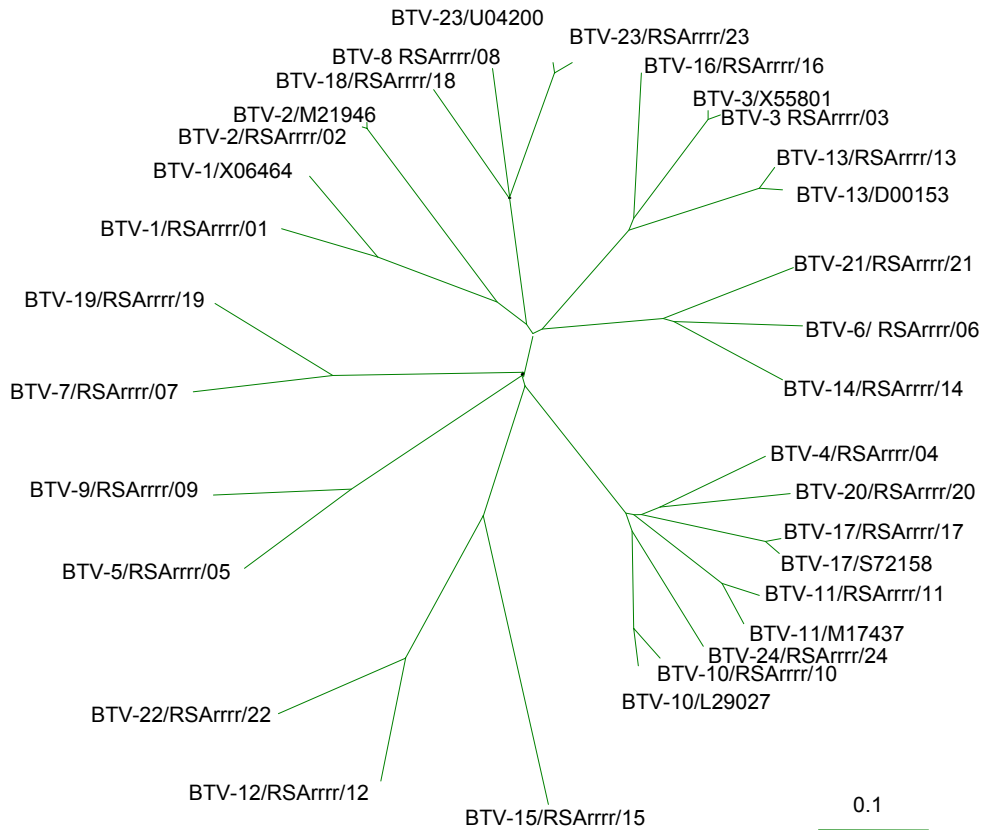 BTV-23/U04200
BTV-23/RSArrrr/23
BTV-8 RSArrrr/08
BTV-16/RSArrrr/16
BTV-18/RSArrrr/18
BTV-3/X55801
BTV-2/M21946
BTV-3 RSArrrr/03
BTV-2/RSArrrr/02
BTV-13/RSArrrr/13
BTV-1/X06464
BTV-13/D00153
BTV-1/RSArrrr/01
BTV-21/RSArrrr/21
BTV-19/RSArrrr/19
BTV-6/ RSArrrr/06
BTV-7/RSArrrr/07
BTV-14/RSArrrr/14
BTV-4/RSArrrr/04
BTV-9/RSArrrr/09
BTV-20/RSArrrr/20
BTV-17/RSArrrr/17
BTV-17/S72158
BTV-5/RSArrrr/05
BTV-11/RSArrrr/11
BTV-11/M17437
BTV-24/RSArrrr/24
BTV-10/RSArrrr/10
BTV-10/L29027
BTV-22/RSArrrr/22
BTV-12/RSArrrr/12
0.1
BTV-15/RSArrrr/15